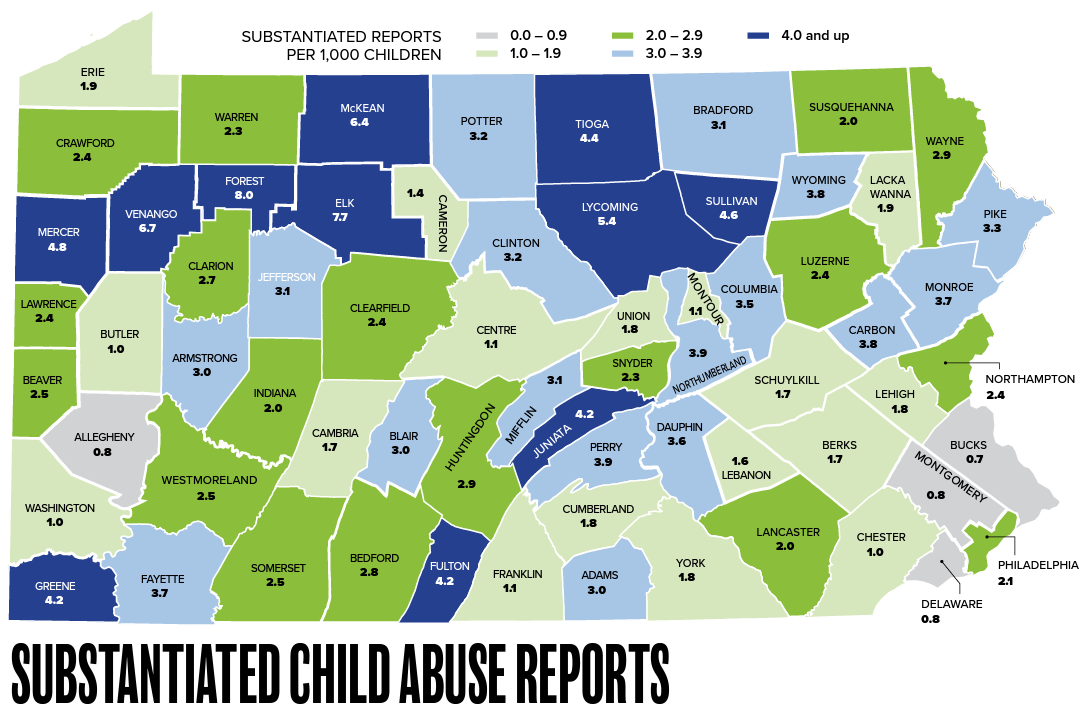 SUBSTANTIATED REPORTS
PER 1,000 CHILDREN
0.0 – 0.9
1.0 – 1.9
2.0 – 2.9
3.0 – 3.9
4.0 and up
ERIE
1.9
CRAWFORD
2.4
WARREN
2.3
McKEAN
6.4
POTTER
3.2
TIOGA
4.4
BRADFORD
3.1
SUSQUEHANNA
2.0
WAYNE
2.9
MERCER
4.8
VENANGO
6.7
FOREST
8.0
ELK
7.7
1.4
CAMERON
CLINTON
3.2
LYCOMING
5.4
SULLIVAN
4.6
WYOMING
3.8
LACKA
WANNA
1.9
PIKE
3.3
LAWRENCE
2.4
BUTLER
1.0
CLARION
2.7
JEFFERSON
3.1
CLEARFIELD
2.4
CENTRE
1.1
UNION
1.8
MONTOUR
1.1
COLUMBIA
3.5
LUZERNE
2.4
MONROE
3.7
CARBON
3.8
BEAVER
2.5
ARMSTRONG
3.0
INDIANA
2.0
SNYDER
2.3
3.9
NORTHUMBERLAND
SCHUYLKILL
1.7
LEHIGH
1.8
NORTHAMPTON
2.4
ALLEGHENY
0.8
CAMBRIA
1.7
BLAIR
3.0
HUNTINGDON
2.9
3.1
MIFFLIN
4.2
JUNIATA
PERRY
3.9
DAUPHIN
3.6
1.6
LEBANON
BERKS
1.7
BUCKS
0.7
MONTGOMERY
0.8
WASHINGTON
1.0
WESTMORELAND
2.5
CUMBERLAND
1.8
LANCASTER
2.0
CHESTER
1.0
PHILADELPHIA
2.1
DELAWARE
0.8
GREENE
4.2
FAYETTE
3.7
SOMERSET
2.5
BEDFORD
2.8
FULTON
4.2
FRANKLIN
1.1
ADAMS
3.0
YORK
1.8
SUBSTANTIATED CHILD ABUSE REPORTS